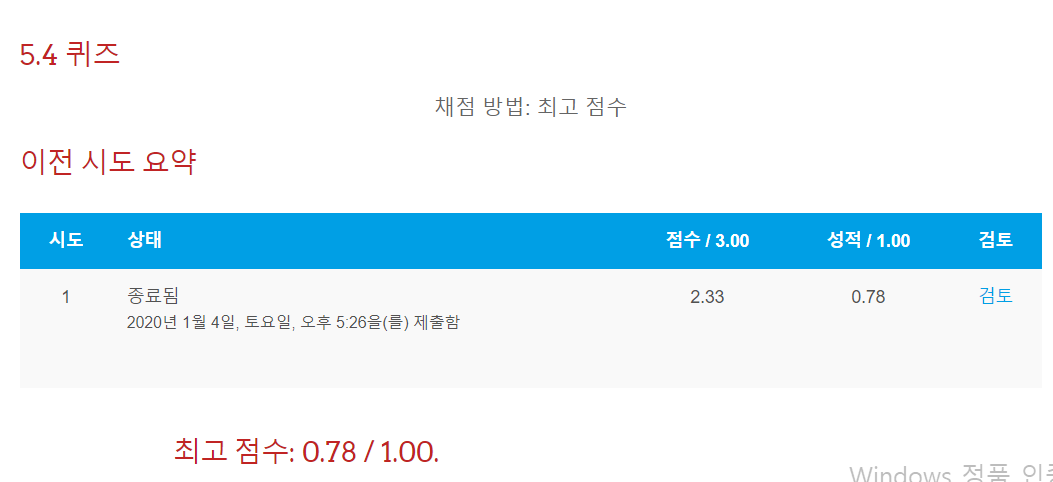 5.4 퀴즈
채점 방법: 최고 점수
이전 시도 요약
시도 상태 점수 / 3.00 성적 / 1.00 검토
1 종료됨 2.33 0.78 검토
2020년 1월 4일, 토요일, 오후 5:26을(를) 제출함
최고 점수: 0.78 / 1.00.
Windows 정품